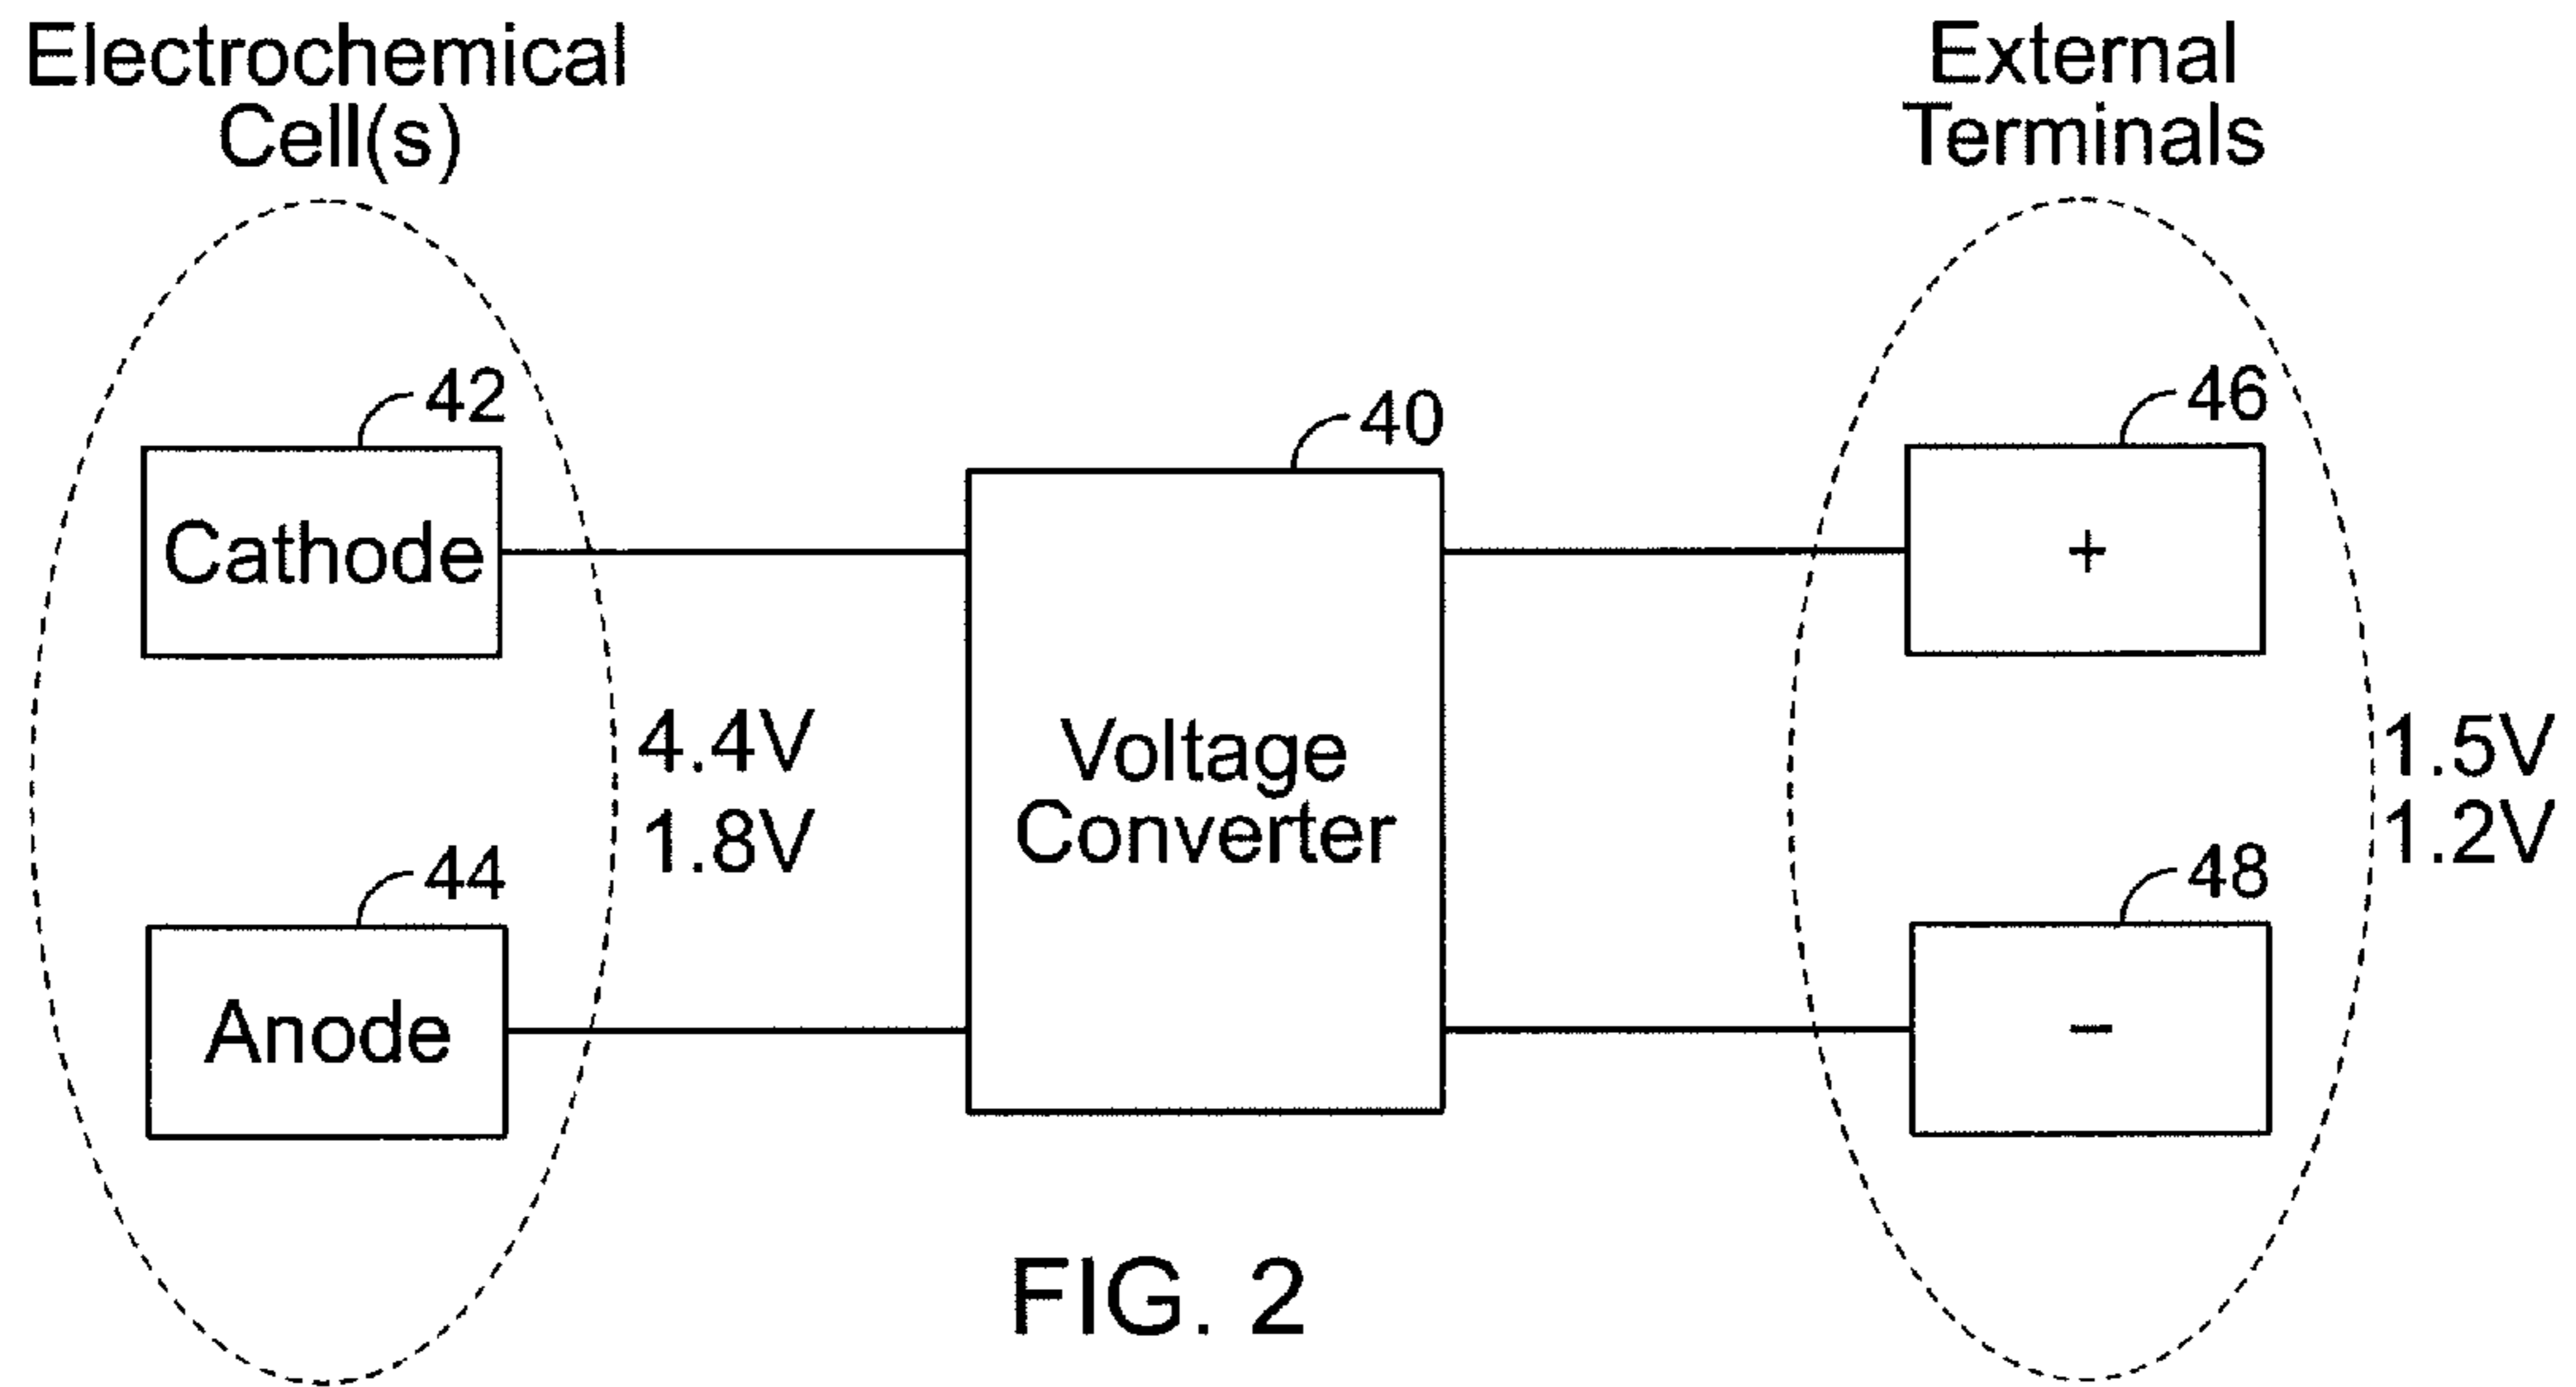 Electrochemical
Cell(s)
External
Terminals
42
Cathode
40
46
+
4.4V
1.8V
Voltage
Converter
1.5V
1.2V
44
Anode
48
−
FIG. 2